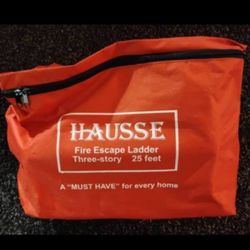 HAUSSE
Fire Escape Ladder
Three-story 25 feet
A "MUST HAVE" for every home